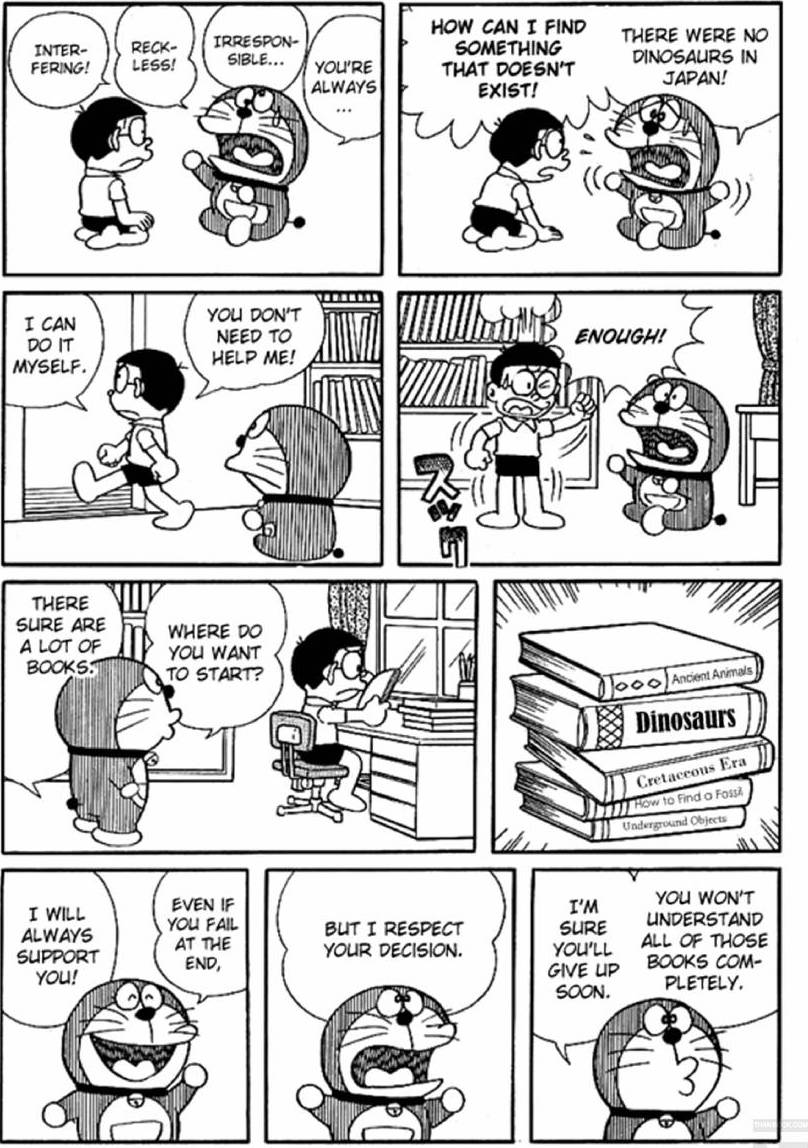 THERE WERE NO
DINOSAURS IN
JAPAN!
HOW CAN I FIND
SOMETHING
THAT DOESN'T
EXIST!
YOU'RE
ALWAYS
...
IRRESPON-
SIBLE...
RECK-
LESS!
INTER-
FERING!
ENOUGH!
スック
YOU DON'T
NEED TO
HELP ME!
I CAN
DO IT
MYSELF.
Ancient Animals
Dinosaurs
Cretaceous Era
How to Find a Fossil
Underground Objects
WHERE DO
YOU WANT
TO START?
THERE
SURE ARE
A LOT OF
BOOKS.
YOU WON'T
UNDERSTAND
ALL OF THOSE
BOOKS COM-
PLETELY.
I'M
SURE
YOU'LL
GIVE UP
SOON.
BUT I RESPECT
YOUR DECISION.
EVEN IF
YOU FAIL
AT THE
END,
I WILL
ALWAYS
SUPPORT
YOU!